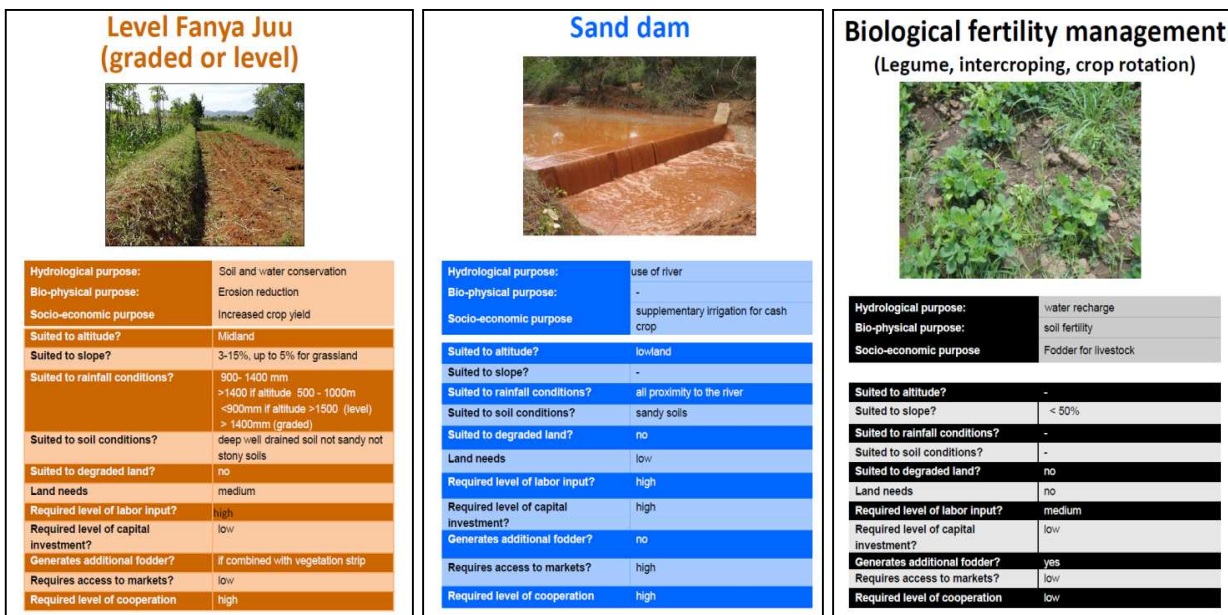 Level Fanya Juu
(graded or level)
Hydrological purpose: Soil and water conservation
Bio-physical purpose: Erosion reduction
Socio-economic purpose Increased crop yield
Suited to altitude? Midland
Suited to slope? 3-15%, up to 5% for grassland
Suited to rainfall conditions? 900- 1400 mm
>1400 if altitude 500 - 1000m
<900mm if altitude >1500 (level)
> 1400mm (graded)
Suited to soil conditions? deep well drained soil not sandy not
stony soils
Suited to degraded land? no
Land needs medium
Required level of labor input? high
Required level of capital low
investment?
Generates additional fodder? if combined with vegetation strip
Requires access to markets? low
Required level of cooperation high
Sand dam
Hydrological purpose: use of river
Bio-physical purpose: -
Socio-economic purpose supplementary irrigation for cash
crop
Suited to altitude? lowland
Suited to slope? -
Suited to rainfall conditions? all proximity to the river
Suited to soil conditions? sandy soils
Suited to degraded land? no
Land needs low
Required level of labor input? high
Required level of capital high
investment?
Generates additional fodder? no
Requires access to markets? high
Required level of cooperation high
Biological fertility management
(Legume, intercroping, crop rotation)
Hydrological purpose: water recharge
Bio-physical purpose: soil fertility
Socio-economic purpose Fodder for livestock
Suited to altitude? -
Suited to slope? < 50%
Suited to rainfall conditions? -
Suited to soil conditions? -
Suited to degraded land? no
Land needs no
Required level of labor input? medium
Required level of capital low
investment?
Generates additional fodder? yes
Requires access to markets? low
Required level of cooperation low